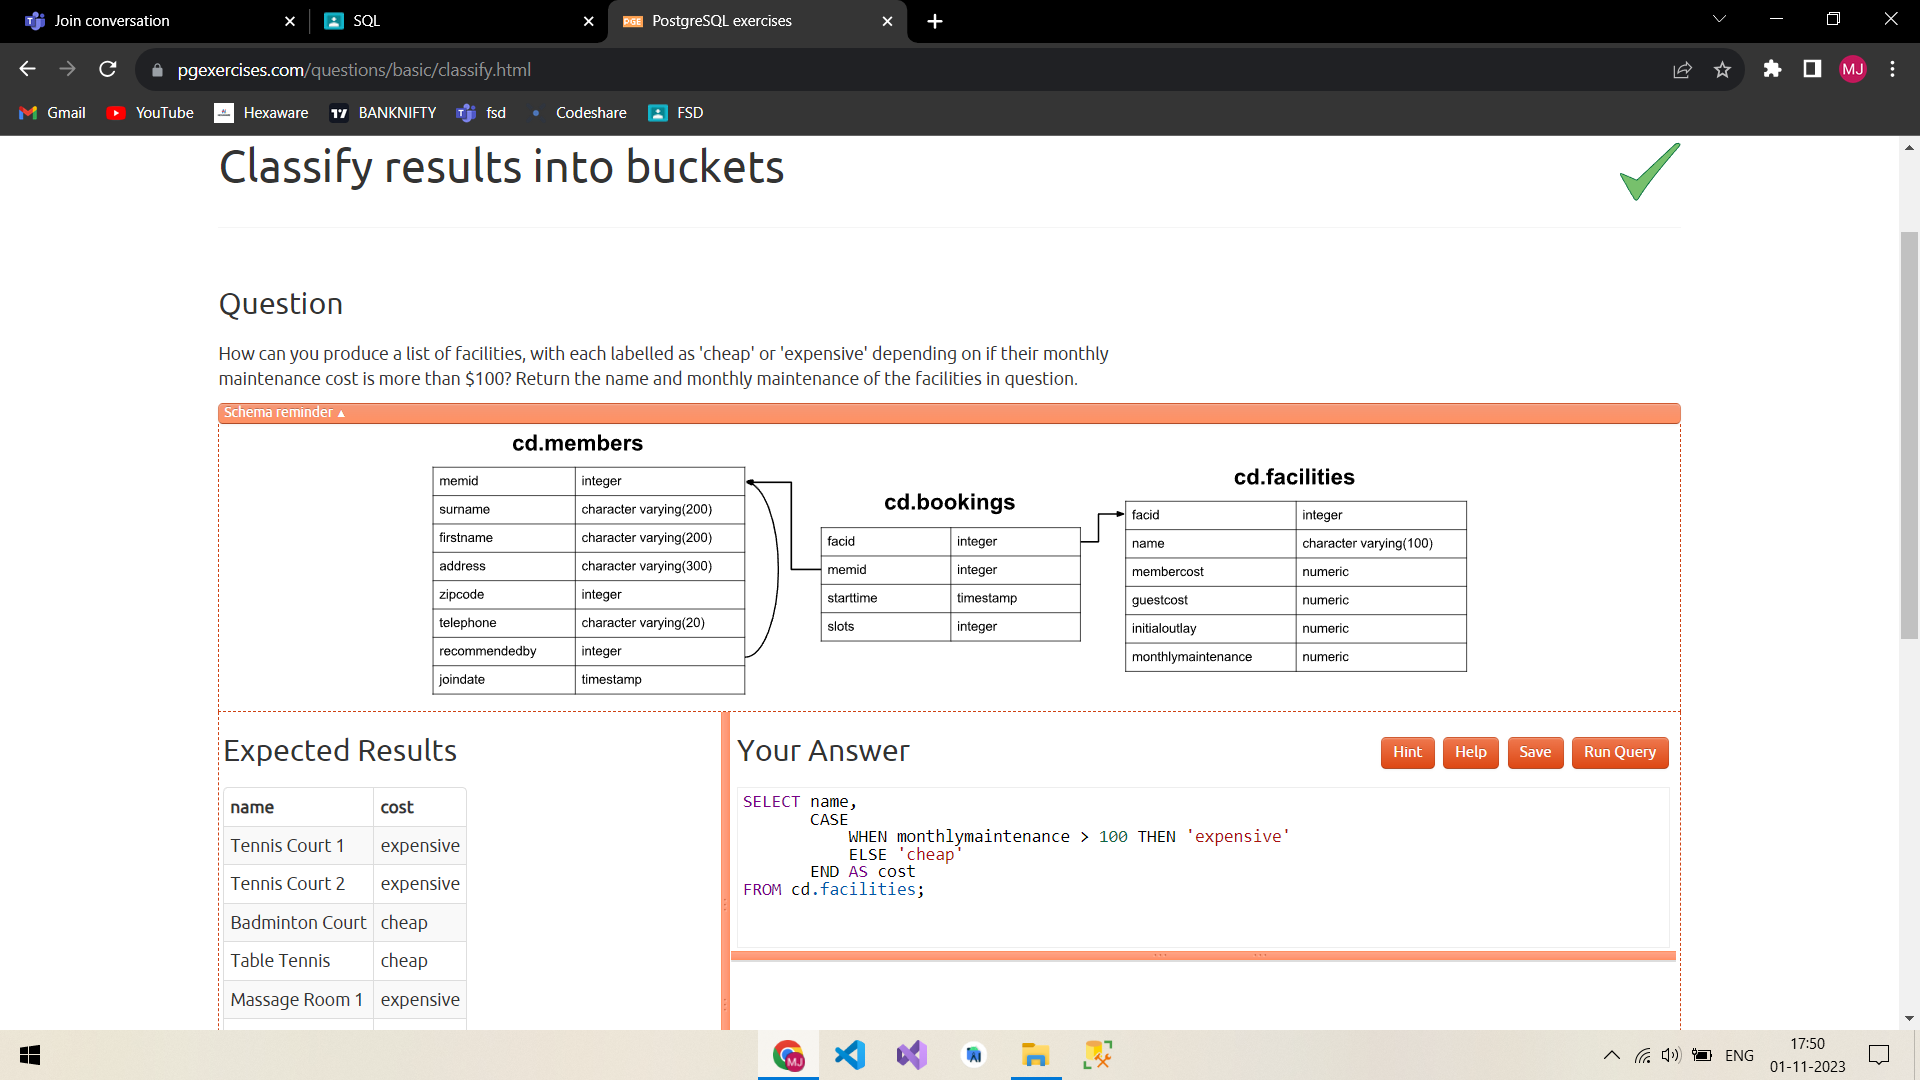 Join conversation
SQL
PGE PostgreSQL exercises
pgexercises.com/questions/basic/classify.html
MJ
Gmail YouTube Hexaware BANKNIFTY fsd Codeshare FSD
Classify results into buckets
Question
How can you produce a list of facilities, with each labelled as 'cheap' or 'expensive' depending on if their monthly
maintenance cost is more than $100? Return the name and monthly maintenance of the facilities in question.
Schema reminder ▲
cd.members
memid integer
surname character varying(200)
firstname character varying(200)
address character varying(300)
zipcode integer
telephone character varying(20)
recommendedby integer
joindate timestamp
cd.bookings
facid integer
memid integer
starttime timestamp
slots integer
cd.facilities
facid integer
name character varying(100)
membercost numeric
guestcost numeric
initialoutlay numeric
monthlymaintenance numeric
Expected Results
name cost
Tennis Court 1 expensive
Tennis Court 2 expensive
Badminton Court cheap
Table Tennis cheap
Massage Room 1 expensive
Your Answer
Hint Help Save Run Query
SELECT name,
CASE
WHEN monthlymaintenance > 100 THEN 'expensive'
ELSE 'cheap'
END AS cost
FROM cd.facilities;
MJ
ENG
17:50
01-11-2023